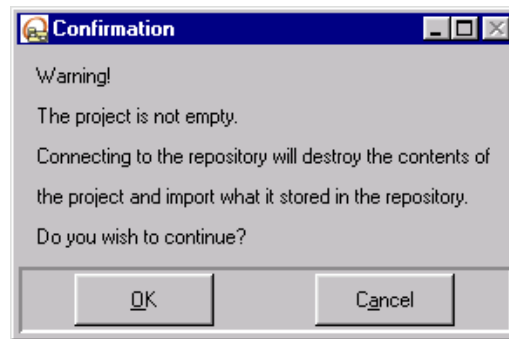 Confirmation
Warning!
The project is not empty.
Connecting to the repository will destroy the contents of
the project and import what it stored in the repository.
Do you wish to continue?
OK
Cancel